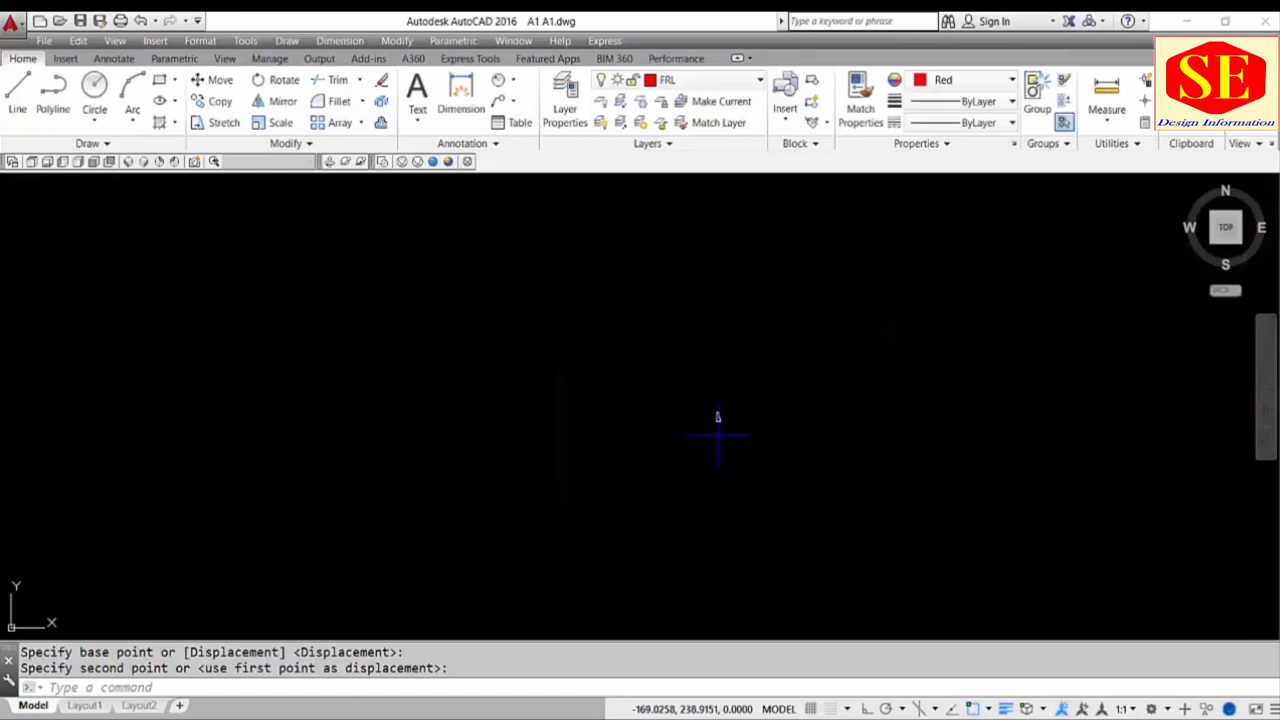 Autodesk AutoCAD 2016 A1 A1.dwg
Type a keyword or phrase
Sign In
File Edit View Insert Format Tools Draw Dimension Modify Parametric Window Help Express
Home Insert Annotate Parametric View Manage Output Add-ins A360 Express Tools Featured Apps BIM 360 Performance
SE
Design Information
Line Polyline Circle Arc
Move Rotate Trim
Copy Mirror Fillet
Stretch Scale Array
Text Dimension Table
Layer Properties
FRL
Make Current
Match Layer
Insert
Match Properties
Red
ByLayer
ByLayer
Group
Measure
Draw Modify Annotation Layers Block Properties Groups Utilities Clipboard View
N
W TOP E
S
Y
X
Specify base point or [Displacement] <Displacement>:
Specify second point or <use first point as displacement>:
Type a command
Model Layout1 Layout2 +
-169.0258, 238.9151, 0.0000 MODEL 1:1